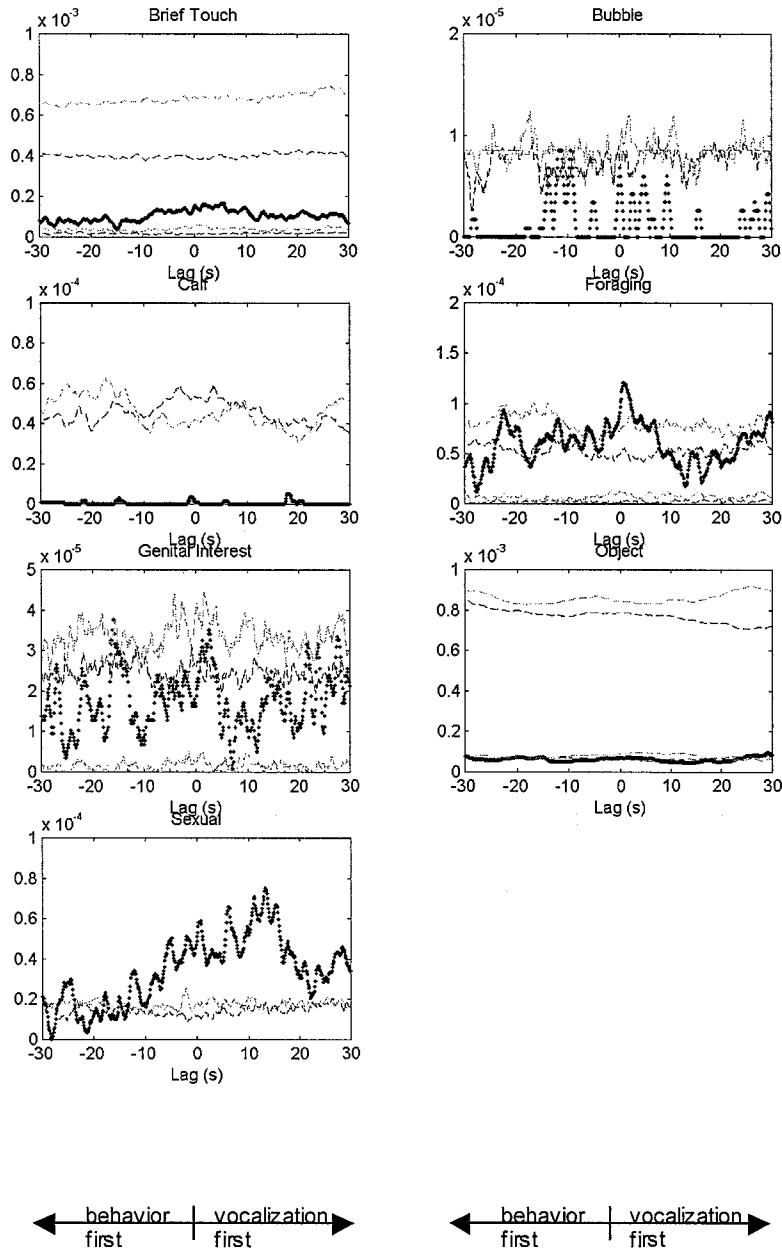 Brief Touch
x 10-3
1
0.8
0.6
0.4
0.2
0
-30 -20 -10 0 10 20 30
Lag (s)
Bubble
x 10-5
2
1
0
-30 -20 -10 0 10 20 30
Lag (s)
Calf
x 10-4
1
0.8
0.6
0.4
0.2
0
-30 -20 -10 0 10 20 30
Lag (s)
Foraging
x 10-4
2
1.5
1
0.5
0
-30 -20 -10 0 10 20 30
Lag (s)
Genital Interest
x 10-5
5
4
3
2
1
0
-30 -20 -10 0 10 20 30
Lag (s)
Object
x 10-3
1
0.8
0.6
0.4
0.2
0
-30 -20 -10 0 10 20 30
Lag (s)
Sexual
x 10-4
1
0.8
0.6
0.4
0.2
0
-30 -20 -10 0 10 20 30
Lag (s)
behavior first
vocalization first
behavior first
vocalization first